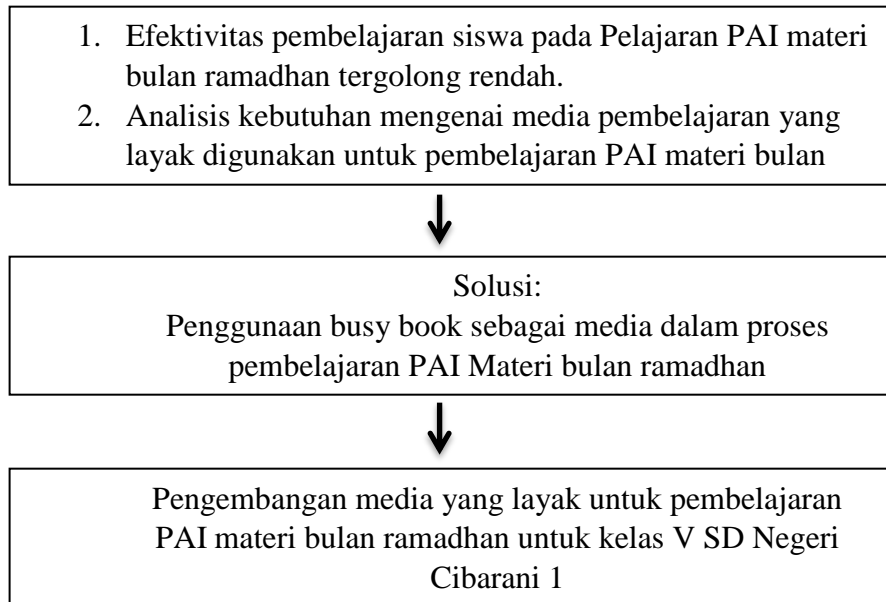 1. Efektivitas pembelajaran siswa pada Pelajaran PAI materi
bulan ramadhan tergolong rendah.
2. Analisis kebutuhan mengenai media pembelajaran yang
layak digunakan untuk pembelajaran PAI materi bulan
Solusi:
Penggunaan busy book sebagai media dalam proses
pembelajaran PAI Materi bulan ramadhan
Pengembangan media yang layak untuk pembelajaran
PAI materi bulan ramadhan untuk kelas V SD Negeri
Cibarani 1